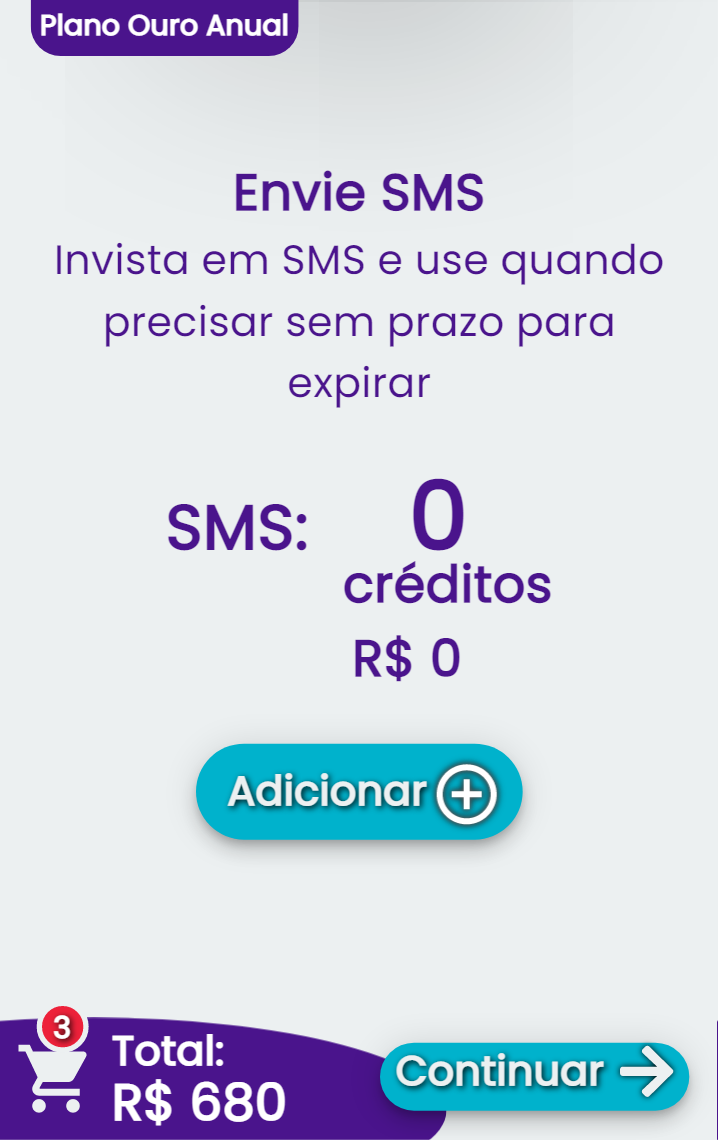 Plano Ouro Anual
Envie SMS
Invista em SMS e use quando
precisar sem prazo para
expirar
SMS: 0
créditos
R$ 0
Adicionar
3
Total:
R$ 680
Continuar